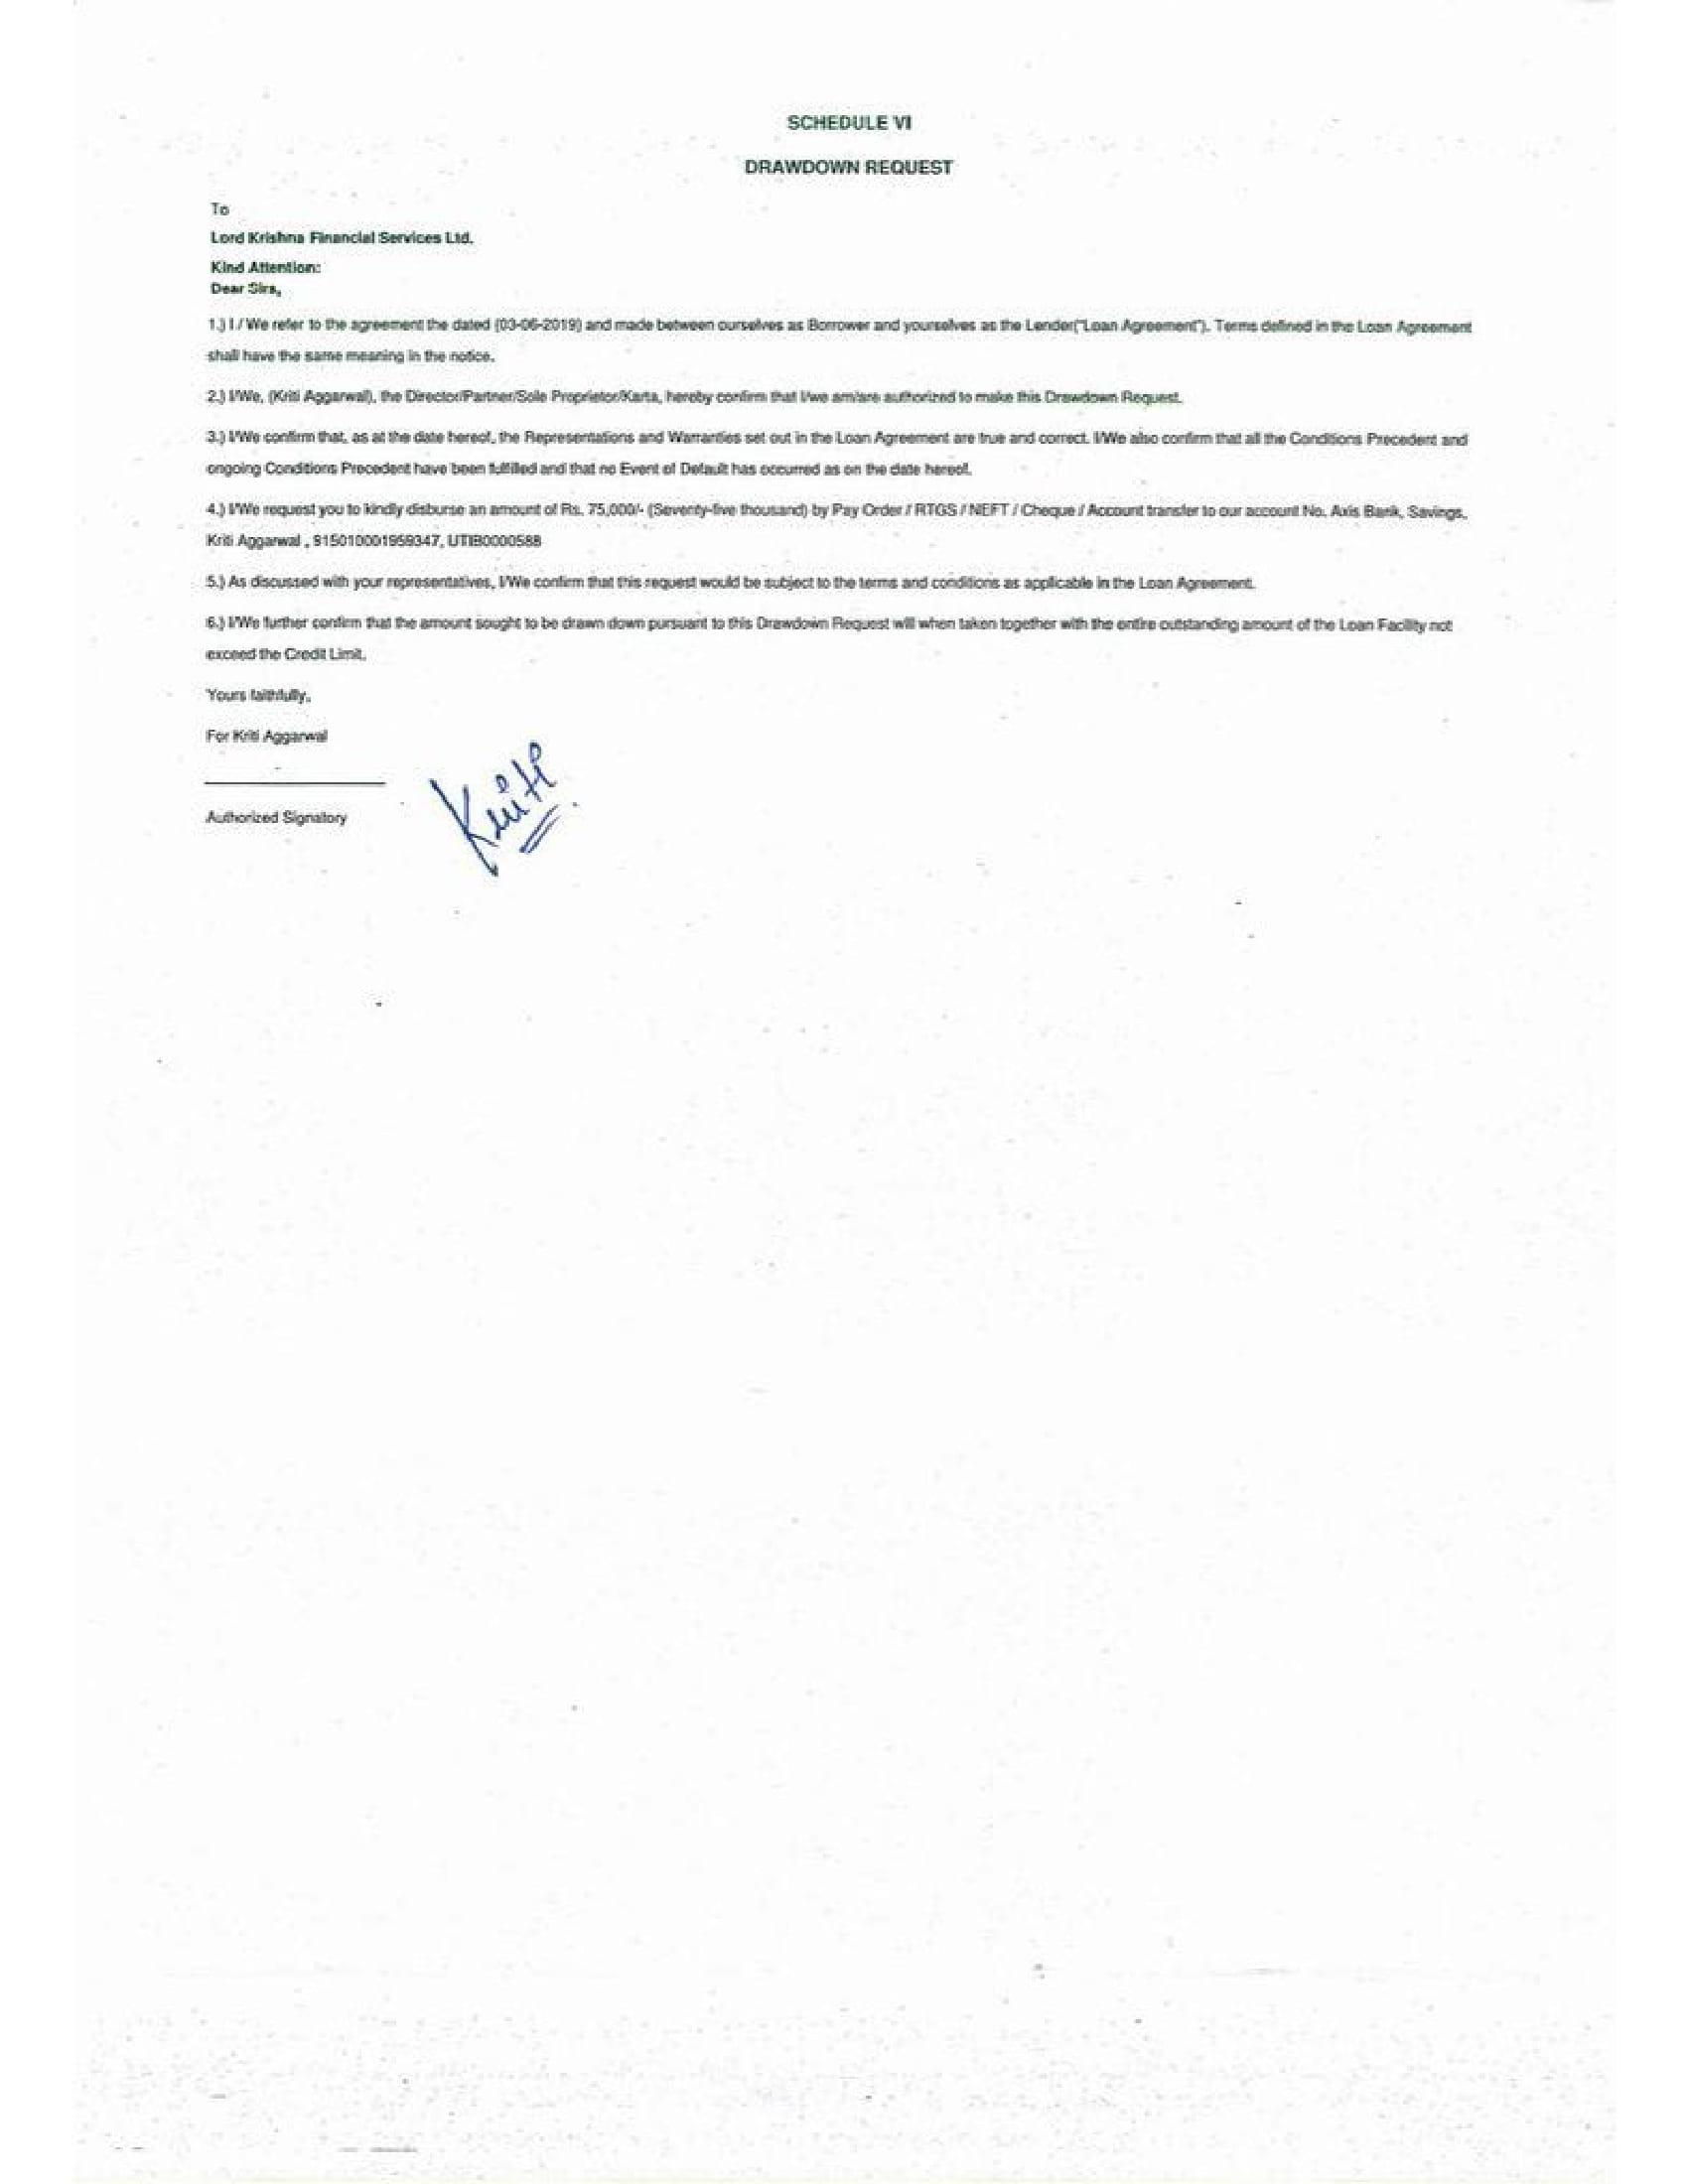 SCHEDULE VI
DRAWDOWN REQUEST
To
Lord Krishna Financial Services Ltd.
Kind Attention:
Dear Sirs,
1.) I / We refer to the agreement the dated (03-06-2019) and made between ourselves as Borrower and yourselves as the Lender("Loan Agreement"). Terms defined in the Loan Agreement
shall have the same meaning in the notice.
2.) I/We, (Kriti Aggarwal), the Director/Partner/Sole Proprietor/Karta, hereby confirm that I/we am/are authorized to make this Drawdown Request.
3.) I/We confirm that, as at the date hereof, the Representations and Warranties set out in the Loan Agreement are true and correct. I/We also confirm that all the Conditions Precedent and
ongoing Conditions Precedent have been fulfilled and that no Event of Default has occurred as on the date hereof.
4.) I/We request you to kindly disburse an amount of Rs. 75,000/- (Seventy-five thousand) by Pay Order / RTGS / NEFT / Cheque / Account transfer to our account No. Axis Bank, Savings,
Kriti Aggarwal , 915010001959347, UTIB0000588
5.) As discussed with your representatives, I/We confirm that this request would be subject to the terms and conditions as applicable in the Loan Agreement.
6.) I/We further confirm that the amount sought to be drawn down pursuant to this Drawdown Request will when taken together with the entire outstanding amount of the Loan Facility not
exceed the Credit Limit.
Yours faithfully,
For Kriti Aggarwal
Kriti
Authorized Signatory